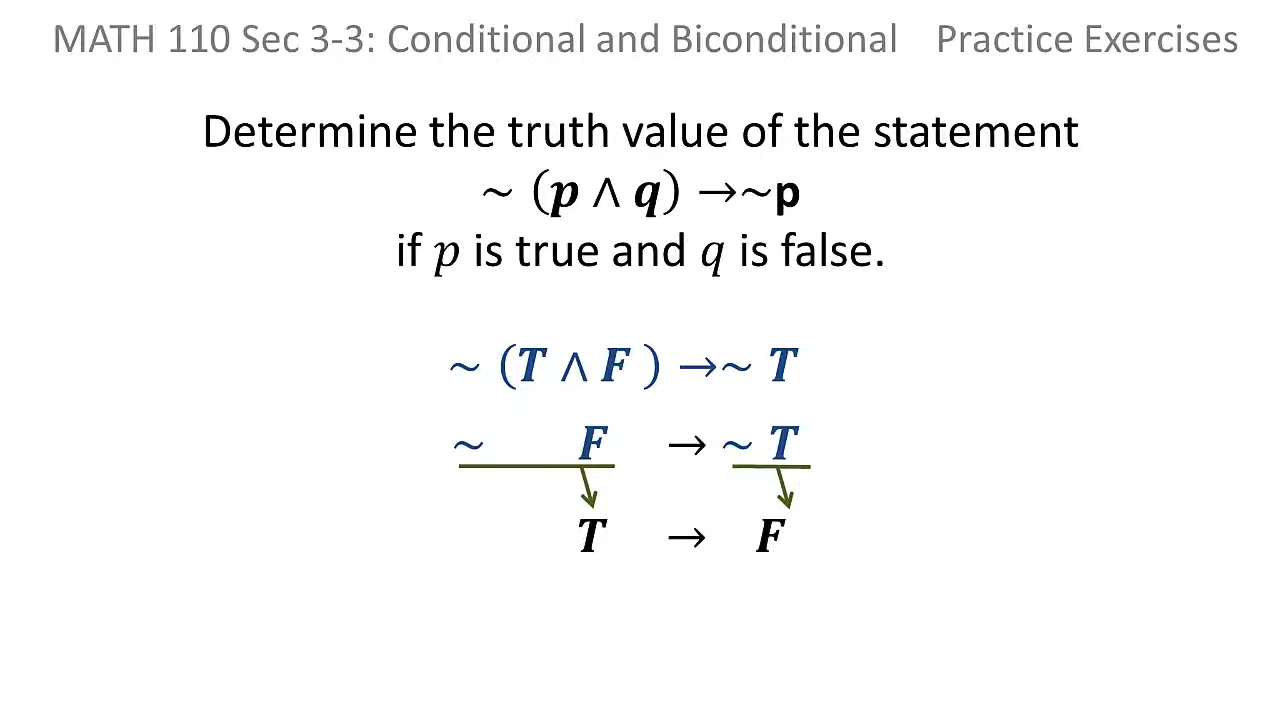 MATH 110 Sec 3-3: Conditional and Biconditional Practice Exercises
Determine the truth value of the statement
~ (p ∧ q) →~p
if p is true and q is false.
~ (T ∧ F ) →~ T
~ F → ~ T
T → F